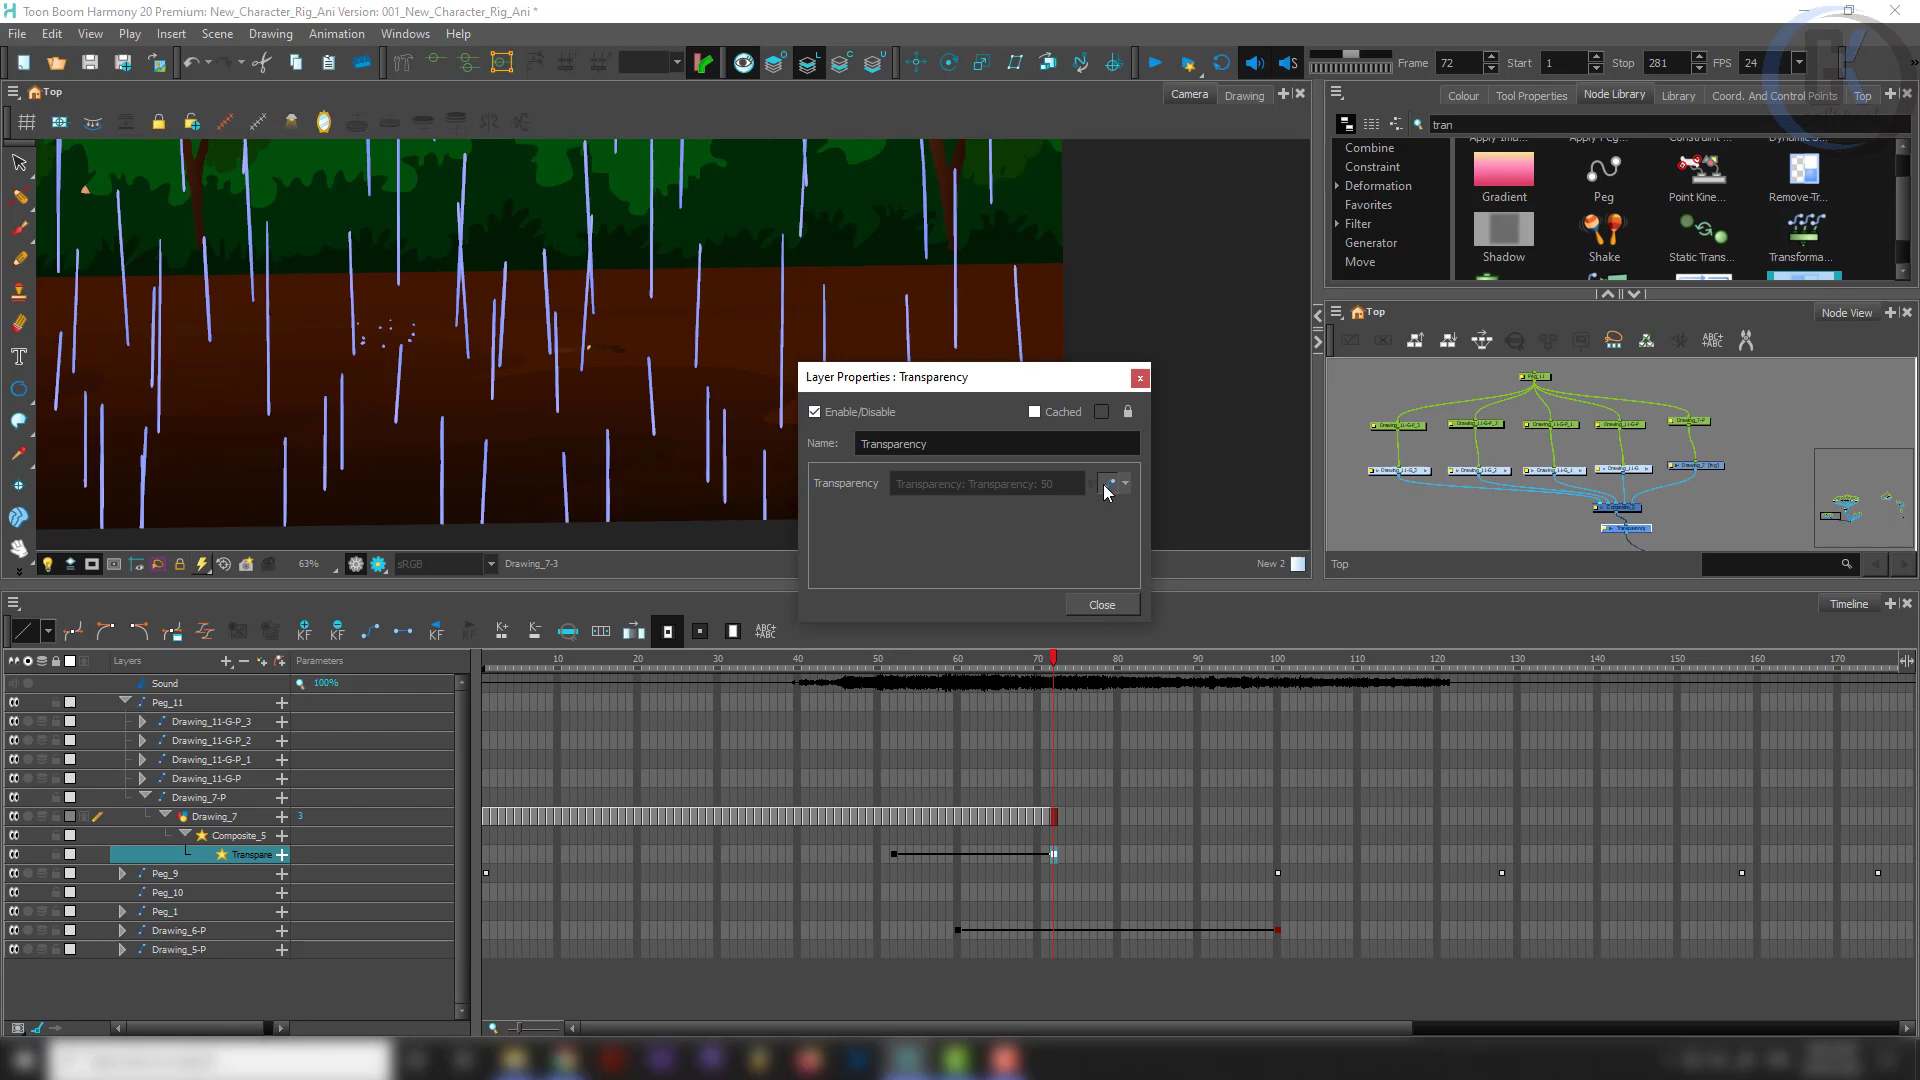 Toon Boom Harmony 20 Premium: New_Character_Rig_Ani Version: 001_New_Character_Rig_Ani *
File Edit View Play Insert Scene Drawing Animation Windows Help
Frame 72 Start 1 Stop 281 FPS 24
Top
Camera Drawing
Colour Tool Properties Node Library Library Coord. And Control Points Top
tran
Combine
Constraint
Deformation
Favorites
Filter
Generator
Move
Gradient Peg Point Kine... Remove-Tr...
Shadow Shake Static Trans... Transforma...
Top
Node View
Layer Properties : Transparency
Enable/Disable Cached
Name: Transparency
Transparency Transparency: Transparency: 50
Close
63% sRGB Drawing_7-3 New 2
Top
Timeline
Layers Parameters
10 20 30 40 50 60 70 80 90 100 110 120 130 140 150 160 170
Sound 100%
Peg_11
Drawing_11-G-P_3
Drawing_11-G-P_2
Drawing_11-G-P_1
Drawing_11-G-P
Drawing_7-P
Drawing_7 3
Composite_5
Transpare
Peg_9
Peg_10
Peg_1
Drawing_6-P
Drawing_5-P